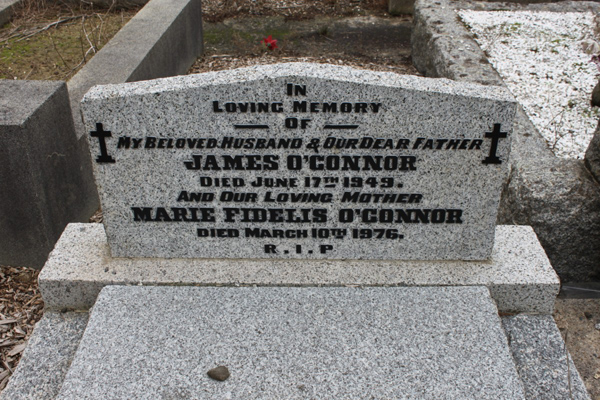 IN
LOVING MEMORY
OF
MY BELOVED HUSBAND & OUR DEAR FATHER
JAMES O'CONNOR
DIED JUNE 17TH 1949.
AND OUR LOVING MOTHER
MARIE FIDELIS O'CONNOR
DIED MARCH 10TH 1976.
R.I.P